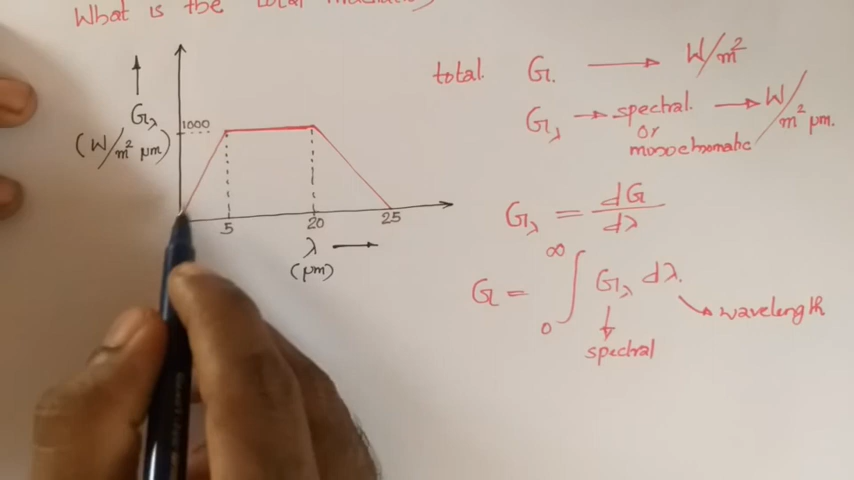 What is the total
1000
Gλ
(W/m² μm)
5
20
25
λ
(μm)
total G → W/m²
Gλ → spectral → W/m² μm.
or
monochromatic
Gλ = dG/dλ
G = ∫₀^∞ Gλ dλ.
wavelength
spectral